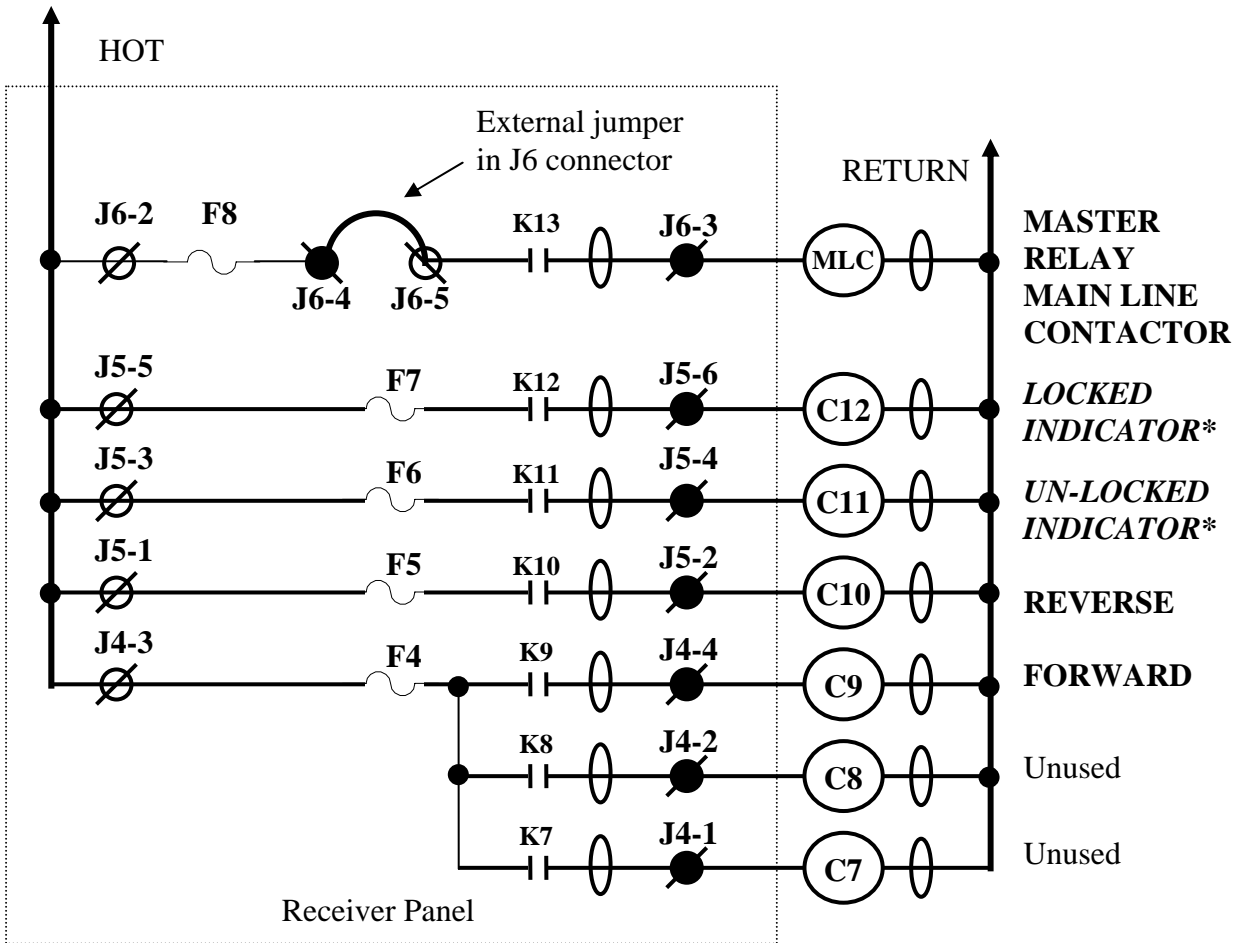 HOT
External jumper
in J6 connector
RETURN
J6-2 F8 K13 J6-3
J6-4 J6-5
MLC
MASTER
RELAY
MAIN LINE
CONTACTOR
J5-5 F7 K12 J5-6
C12
LOCKED
INDICATOR*
J5-3 F6 K11 J5-4
C11
UN-LOCKED
INDICATOR*
J5-1 F5 K10 J5-2
C10
REVERSE
J4-3 F4 K9 J4-4
C9
FORWARD
K8 J4-2
C8
Unused
K7 J4-1
C7
Unused
Receiver Panel